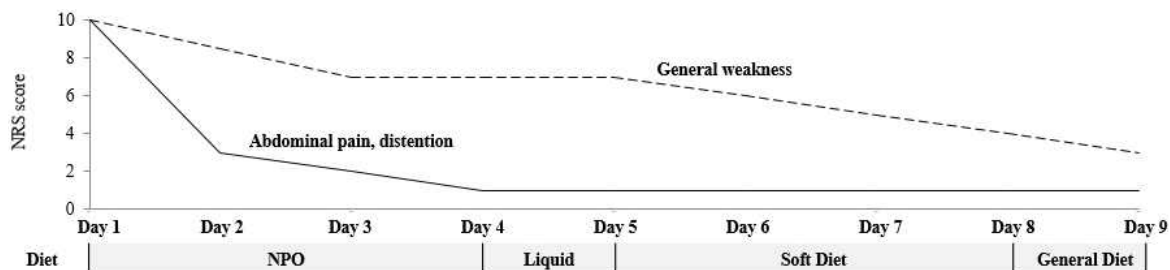 10
8
General weakness
6
NRS score
4
Abdominal pain, distention
2
0
Day 1 Day 2 Day 3 Day 4 Day 5 Day 6 Day 7 Day 8 Day 9
Diet NPO Liquid Soft Diet General Diet